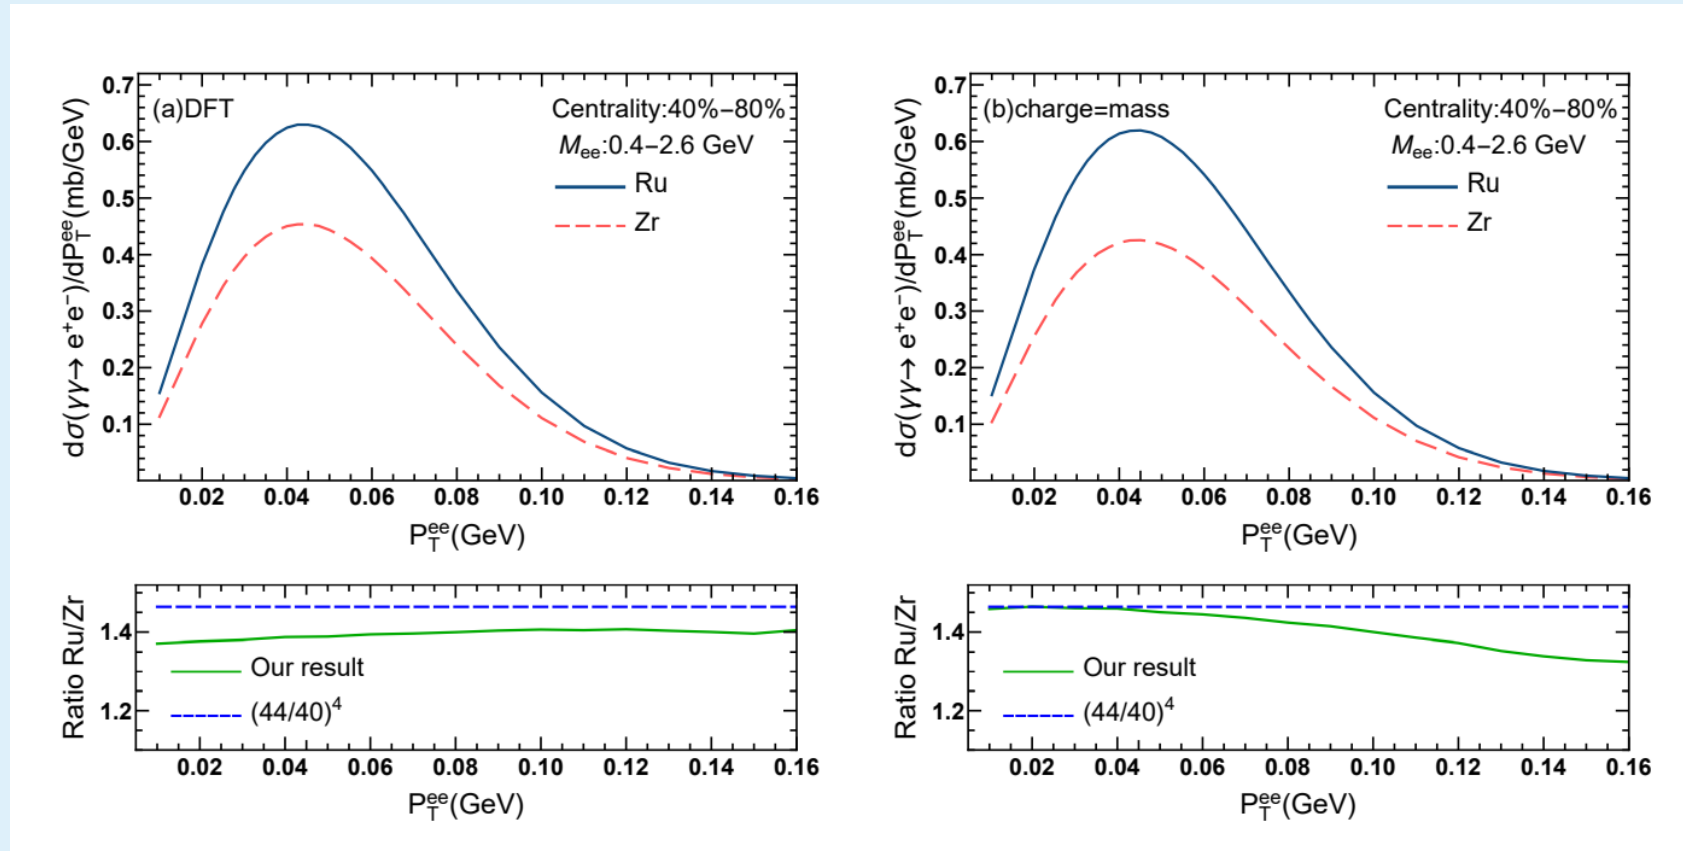 (a)DFT
Centrality:40%–80%
M_ee:0.4–2.6 GeV
Ru
Zr
dσ(γγ→ e⁺e⁻)/dP_T^ee(mb/GeV)
0.7
0.6
0.5
0.4
0.3
0.2
0.1
0.02 0.04 0.06 0.08 0.10 0.12 0.14 0.16
P_T^ee(GeV)
(b)charge=mass
Centrality:40%–80%
M_ee:0.4–2.6 GeV
Ru
Zr
dσ(γγ→ e⁺e⁻)/dP_T^ee(mb/GeV)
0.7
0.6
0.5
0.4
0.3
0.2
0.1
0.02 0.04 0.06 0.08 0.10 0.12 0.14 0.16
P_T^ee(GeV)
Ratio Ru/Zr
1.4
1.2
Our result
(44/40)⁴
0.02 0.04 0.06 0.08 0.10 0.12 0.14 0.16
P_T^ee(GeV)
Ratio Ru/Zr
1.4
1.2
Our result
(44/40)⁴
0.02 0.04 0.06 0.08 0.10 0.12 0.14 0.16
P_T^ee(GeV)